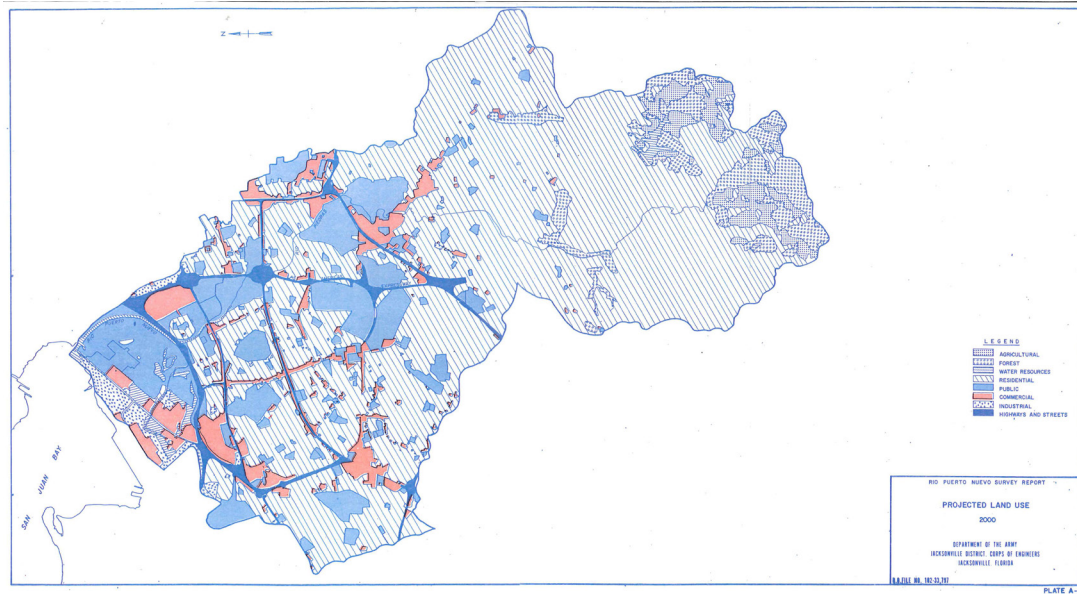 N
SAN JUAN BAY
LEGEND
AGRICULTURAL
FOREST
WATER RESOURCES
RESIDENTIAL
PUBLIC
COMMERCIAL
INDUSTRIAL
HIGHWAYS AND STREETS
RIO PUERTO NUEVO SURVEY REPORT
PROJECTED LAND USE
2000
DEPARTMENT OF THE ARMY
JACKSONVILLE DISTRICT, CORPS OF ENGINEERS
JACKSONVILLE, FLORIDA
D.O.FILE NO. 182-33,797
PLATE A-